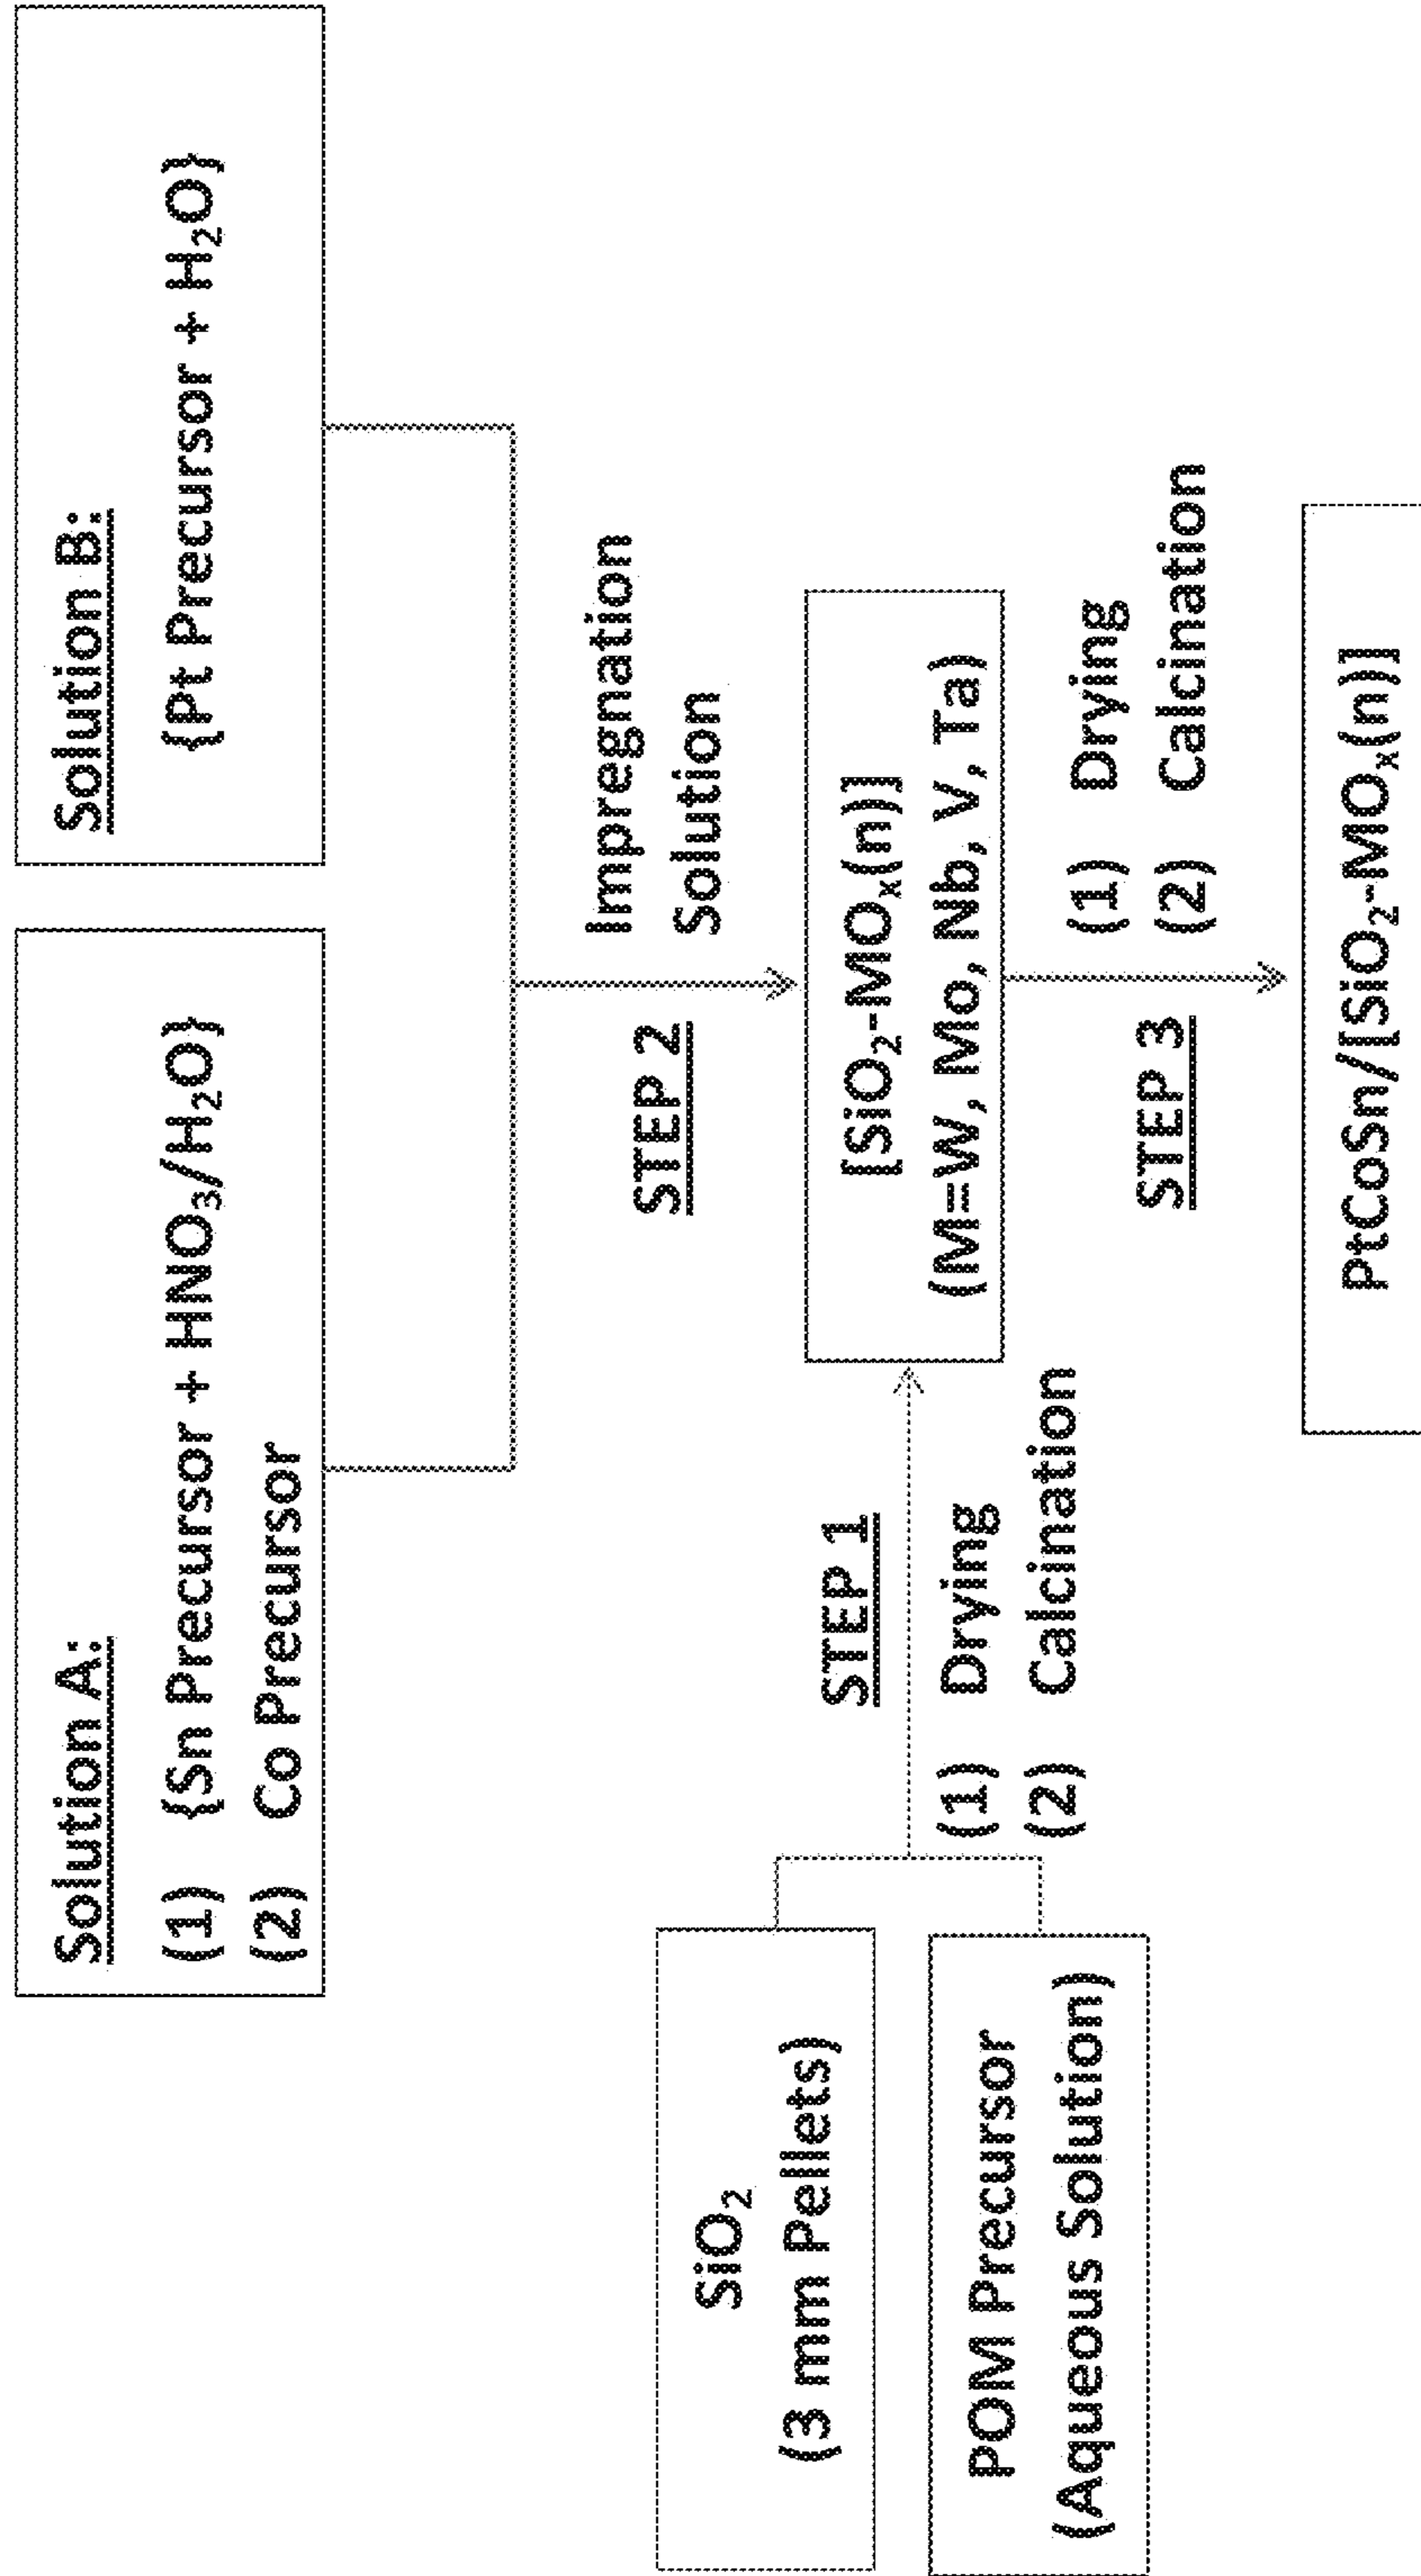 Solution A:
(1) {Sn Precursor + HNO₃/H₂O}
(2) Co Precursor
Solution B:
{Pt Precursor + H₂O}
STEP 2
Impregnation
Solution
SiO₂
(3 mm Pellets)
POM Precursor
(Aqueous Solution)
STEP 1
(1) Drying
(2) Calcination
[SiO₂-MOₓ(n)]
(M=W, Mo, Nb, V, Ta)
STEP 3
(1) Drying
(2) Calcination
PtCoSn/[SiO₂-MOₓ(n)]